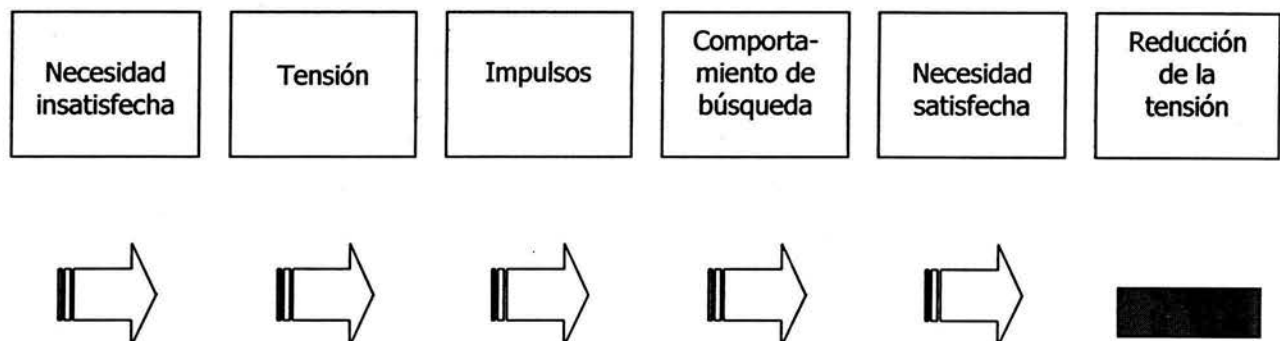 Necesidad
insatisfecha
Tensión
Impulsos
Comporta-
miento de
búsqueda
Necesidad
satisfecha
Reducción
de la
tensión